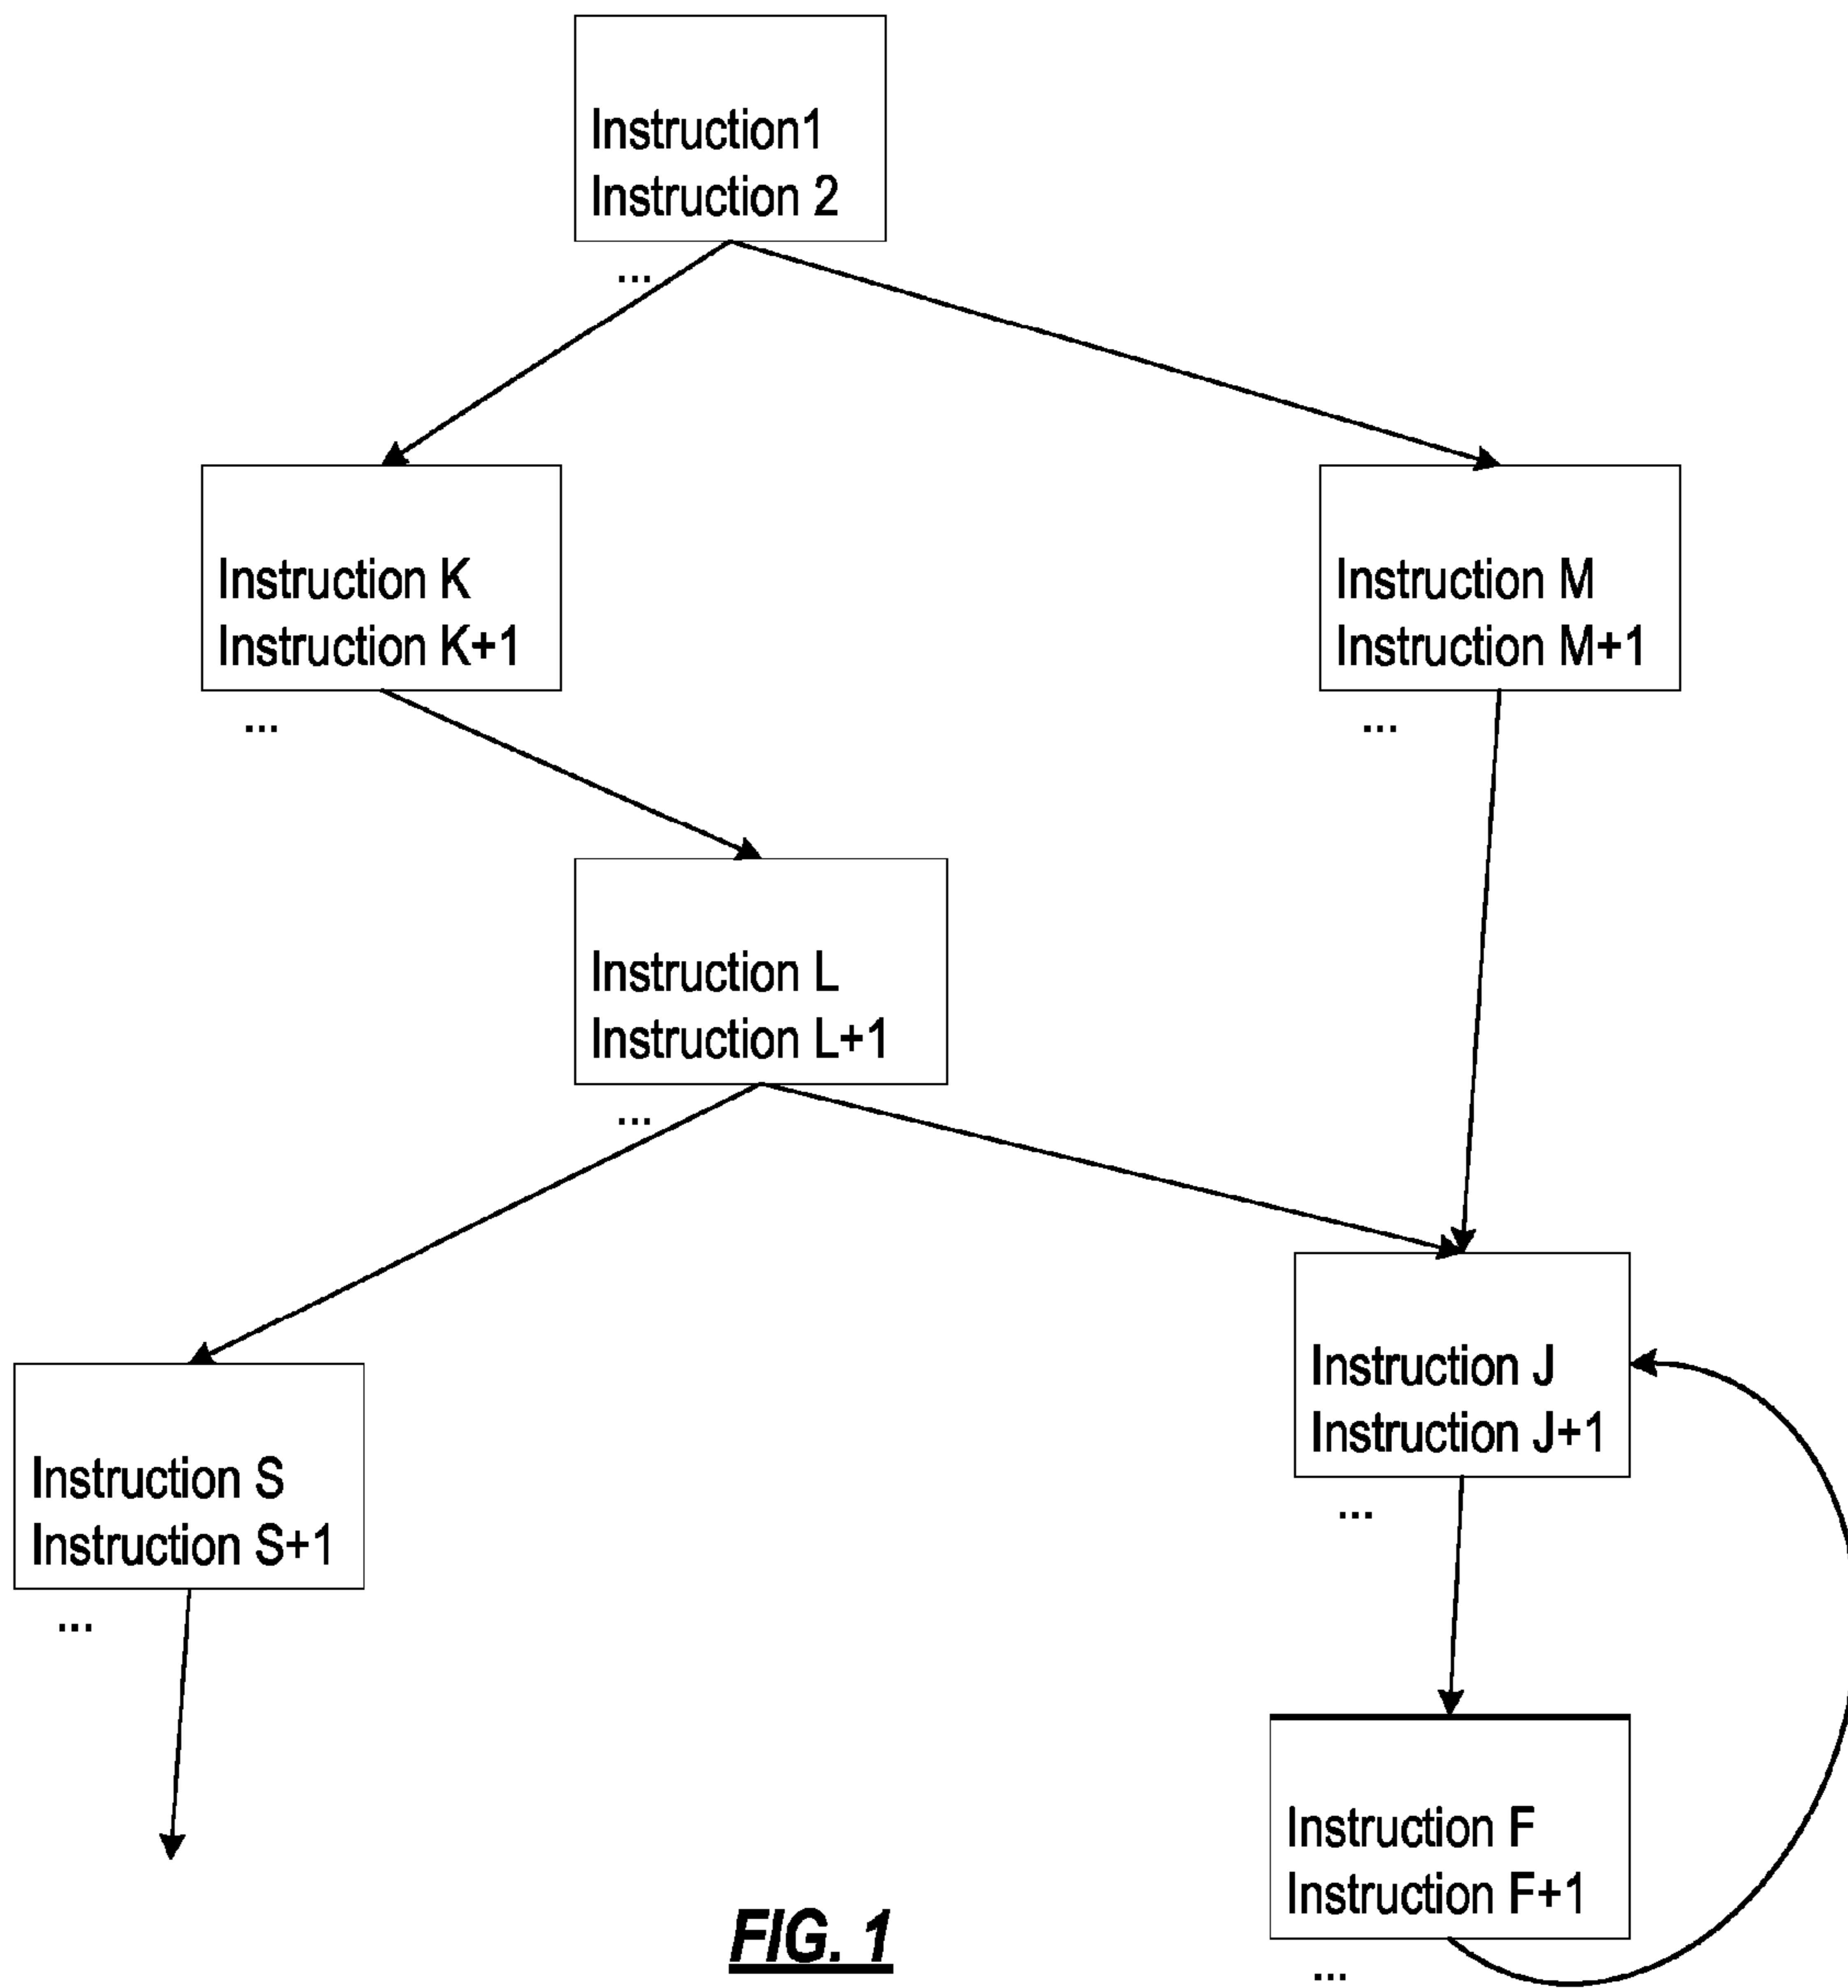 Instruction1
Instruction 2
...
Instruction K
Instruction K+1
...
Instruction M
Instruction M+1
...
Instruction L
Instruction L+1
...
Instruction J
Instruction J+1
...
Instruction S
Instruction S+1
...
Instruction F
Instruction F+1
...
FIG. 1